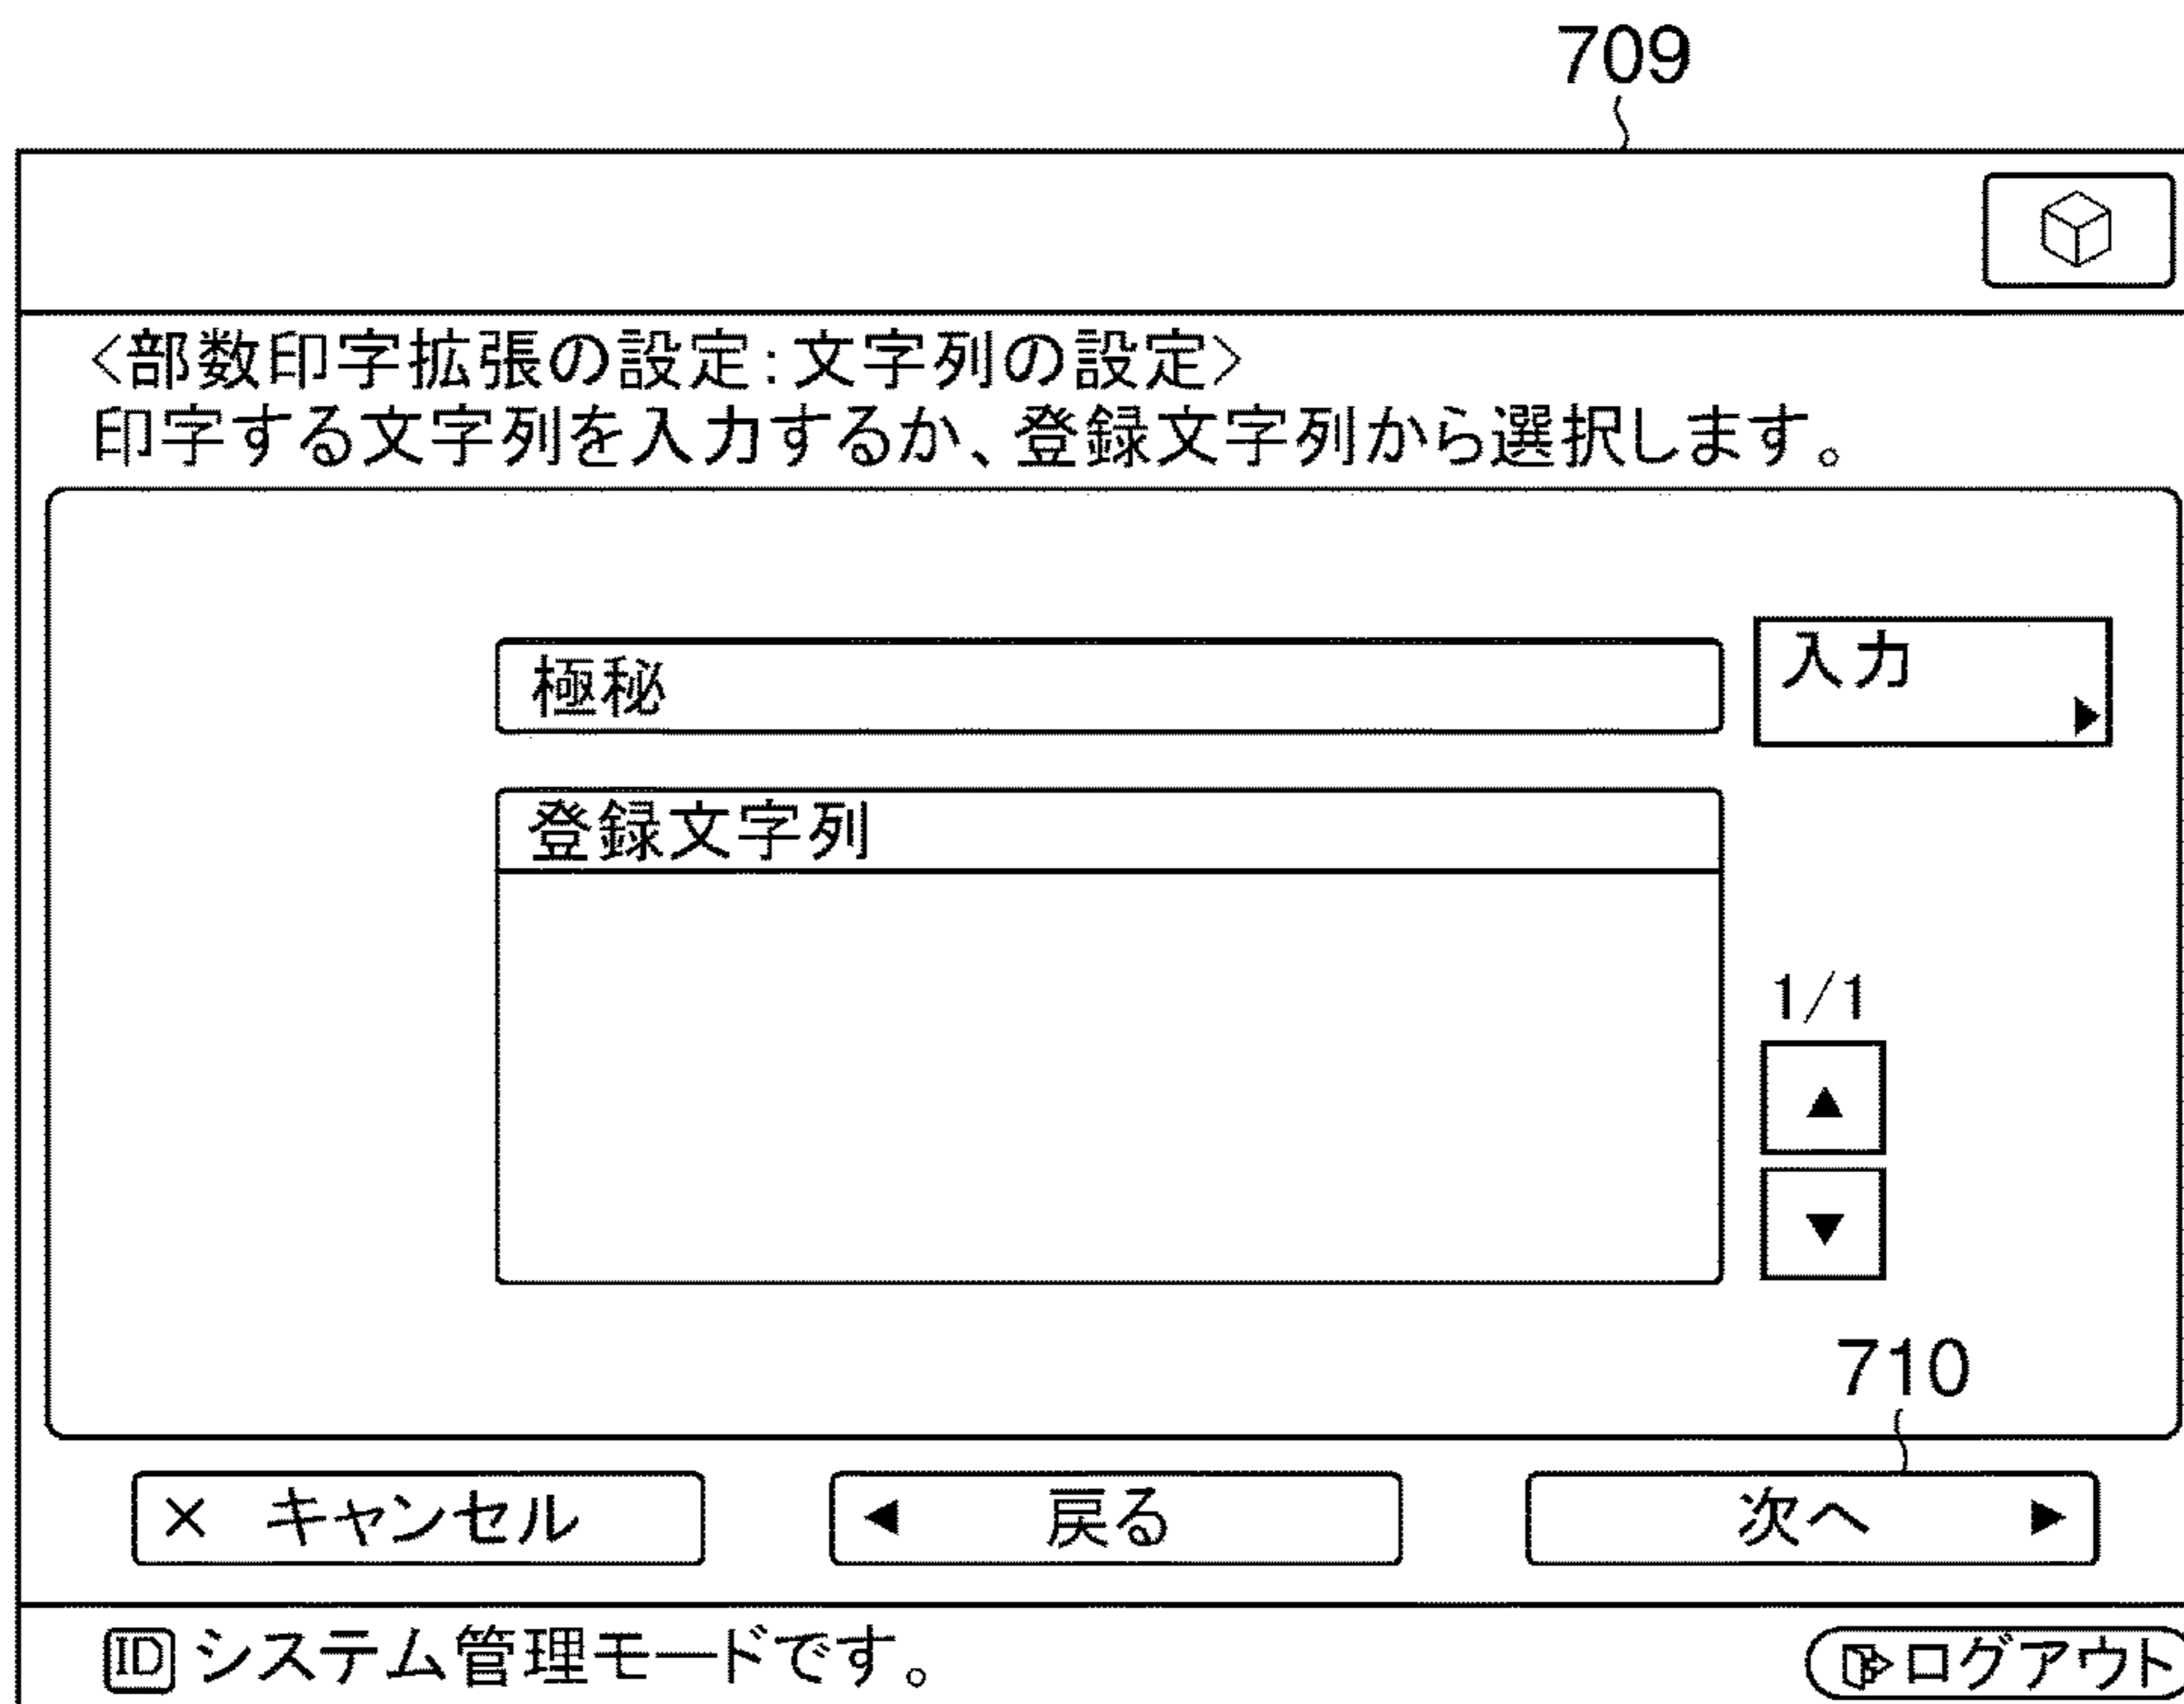 709
<部数印字拡張の設定:文字列の設定>
印字する文字列を入力するか、登録文字列から選択します。
極秘
入力
登録文字列
1/1
710
× キャンセル
戻る
次へ
ID システム管理モードです。
ログアウト